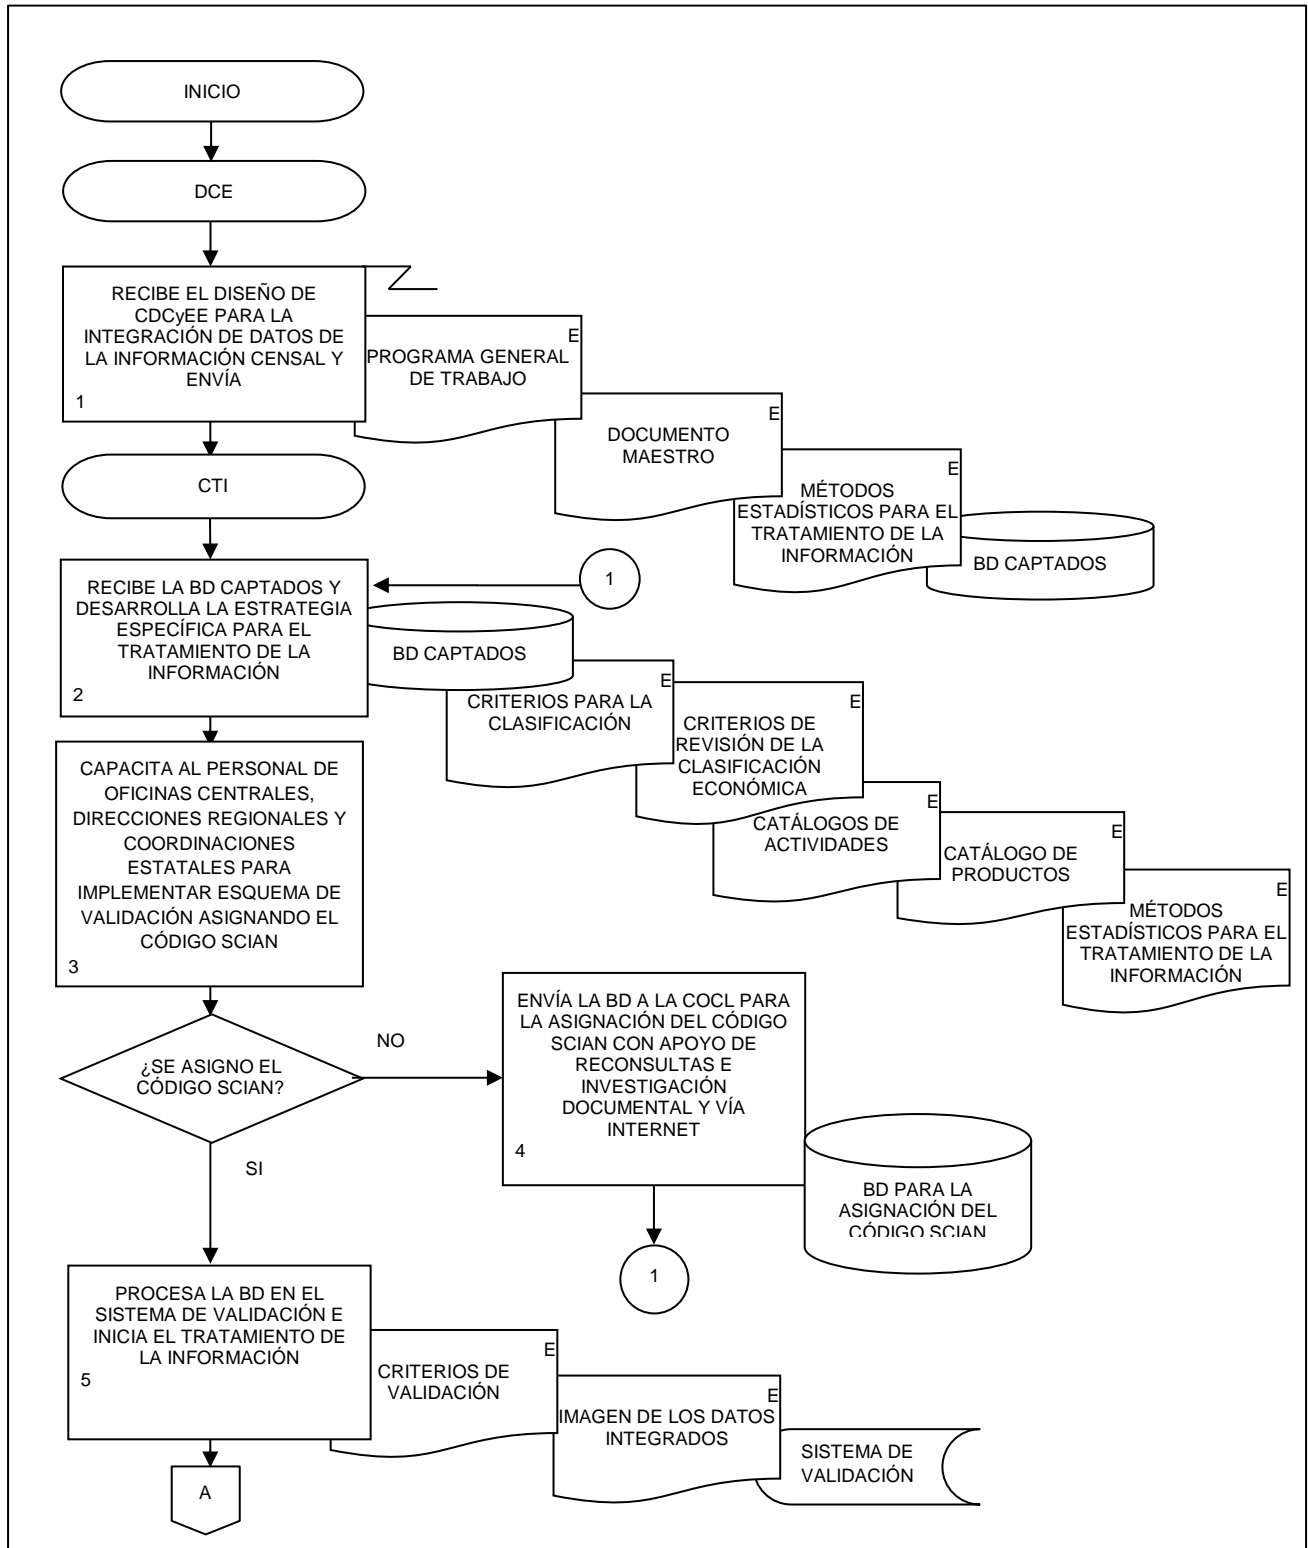 INICIO
DCE
RECIBE EL DISEÑO DE
CDCyEE PARA LA
INTEGRACIÓN DE DATOS DE
LA INFORMACIÓN CENSAL Y
ENVÍA
1
E
PROGRAMA GENERAL
DE TRABAJO
E
DOCUMENTO
MAESTRO
E
MÉTODOS
ESTADÍSTICOS PARA EL
TRATAMIENTO DE LA
INFORMACIÓN
BD CAPTADOS
CTI
1
RECIBE LA BD CAPTADOS Y
DESARROLLA LA ESTRATEGIA
ESPECÍFICA PARA EL
TRATAMIENTO DE LA
INFORMACIÓN
2
BD CAPTADOS
E
CRITERIOS PARA LA
CLASIFICACIÓN
E
CRITERIOS DE
REVISIÓN DE LA
CLASIFICACIÓN
ECONÓMICA
E
CATÁLOGOS DE
ACTIVIDADES
E
CATÁLOGO DE
PRODUCTOS
E
MÉTODOS
ESTADÍSTICOS PARA EL
TRATAMIENTO DE LA
INFORMACIÓN
CAPACITA AL PERSONAL DE
OFICINAS CENTRALES,
DIRECCIONES REGIONALES Y
COORDINACIONES
ESTATALES PARA
IMPLEMENTAR ESQUEMA DE
VALIDACIÓN ASIGNANDO EL
CÓDIGO SCIAN
3
¿SE ASIGNO EL
CÓDIGO SCIAN?
NO
SI
ENVÍA LA BD A LA COCL PARA
LA ASIGNACIÓN DEL CÓDIGO
SCIAN CON APOYO DE
RECONSULTAS E
INVESTIGACIÓN
DOCUMENTAL Y VÍA
INTERNET
4
BD PARA LA
ASIGNACIÓN DEL
CÓDIGO SCIAN
1
PROCESA LA BD EN EL
SISTEMA DE VALIDACIÓN E
INICIA EL TRATAMIENTO DE
LA INFORMACIÓN
5
E
CRITERIOS DE
VALIDACIÓN
E
IMAGEN DE LOS DATOS
INTEGRADOS
SISTEMA DE
VALIDACIÓN
A